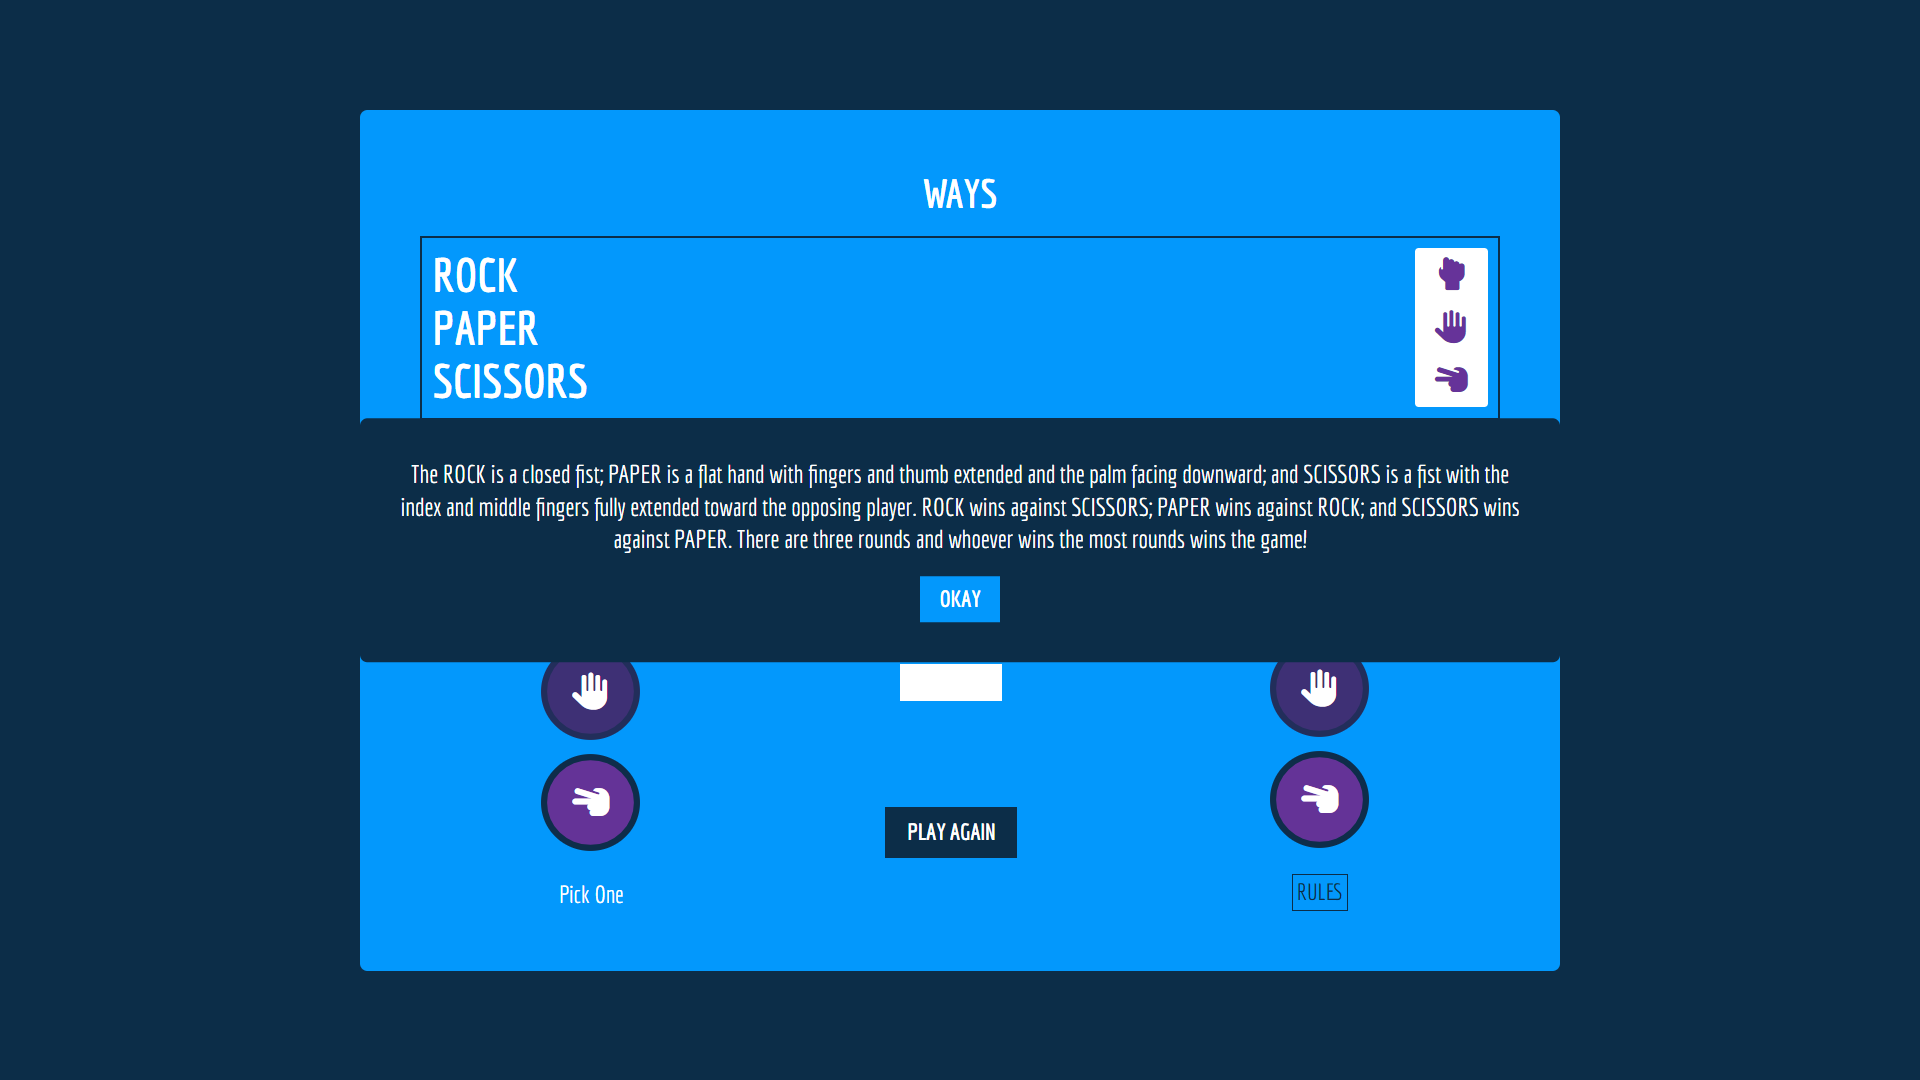 WAYS
ROCK
PAPER
SCISSORS
The ROCK is a closed fist; PAPER is a flat hand with fingers and thumb extended and the palm facing downward; and SCISSORS is a fist with the
index and middle fingers fully extended toward the opposing player. ROCK wins against SCISSORS; PAPER wins against ROCK; and SCISSORS wins
against PAPER. There are three rounds and whoever wins the most rounds wins the game!
OKAY
PLAY AGAIN
Pick One
RULES